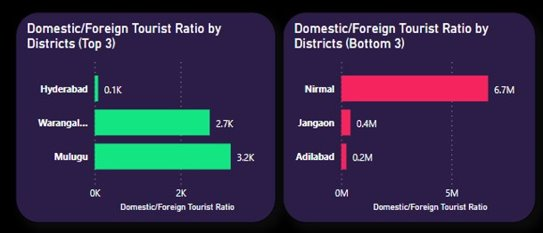 Domestic/Foreign Tourist Ratio by
Districts (Top 3)
Hyderabad 0.1K
Warangal... 2.7K
Mulugu 3.2K
0K 2K
Domestic/Foreign Tourist Ratio
Domestic/Foreign Tourist Ratio by
Districts (Bottom 3)
Nirmal 6.7M
Jangaon 0.4M
Adilabad 0.2M
0M 5M
Domestic/Foreign Tourist Ratio